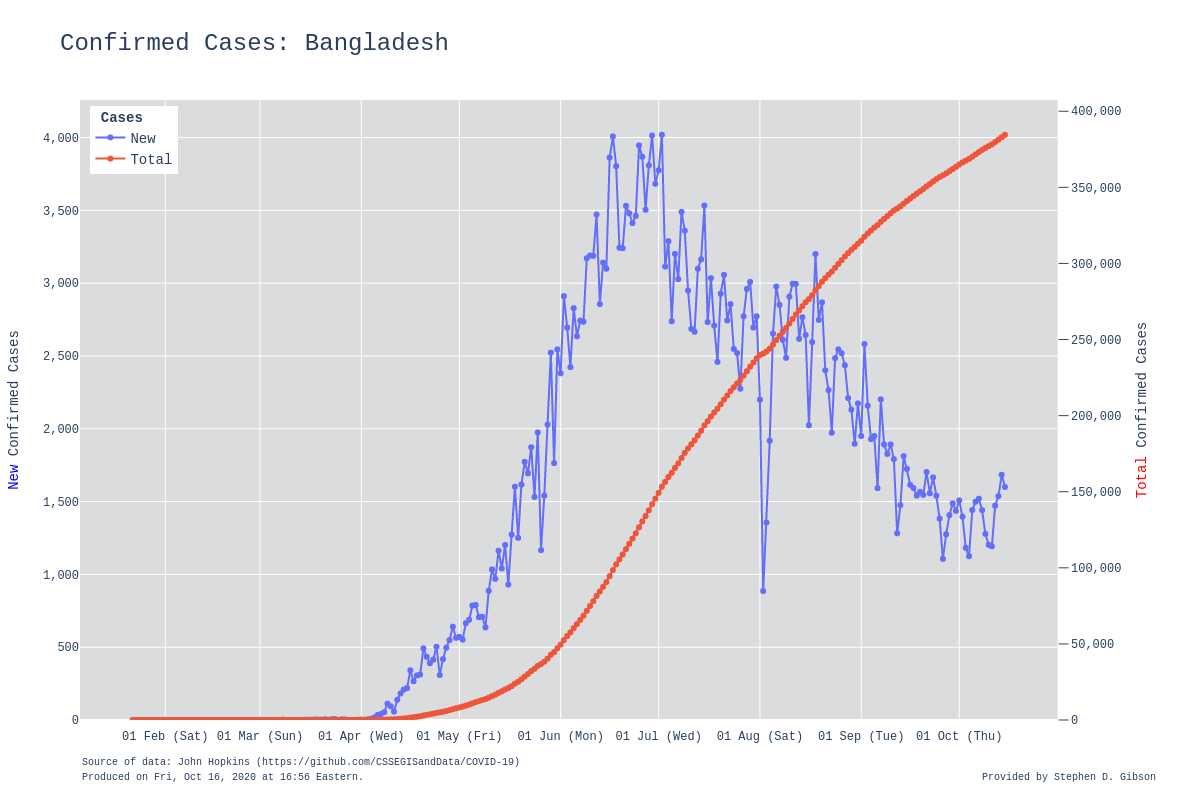 Confirmed Cases: Bangladesh
Cases
New
Total
4,000
3,500
3,000
2,500
2,000
1,500
1,000
500
0
New Confirmed Cases
400,000
350,000
300,000
250,000
200,000
150,000
100,000
50,000
0
Total Confirmed Cases
01 Feb (Sat) 01 Mar (Sun) 01 Apr (Wed) 01 May (Fri) 01 Jun (Mon) 01 Jul (Wed) 01 Aug (Sat) 01 Sep (Tue) 01 Oct (Thu)
Source of data: John Hopkins (https://github.com/CSSEGISandData/COVID-19)
Produced on Fri, Oct 16, 2020 at 16:56 Eastern.
Provided by Stephen D. Gibson